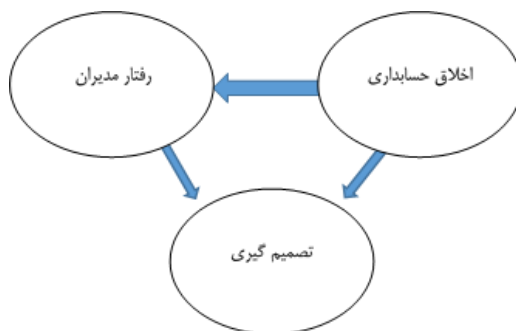 اخلاق حسابداری
رفتار مدیران
تصمیم گیری